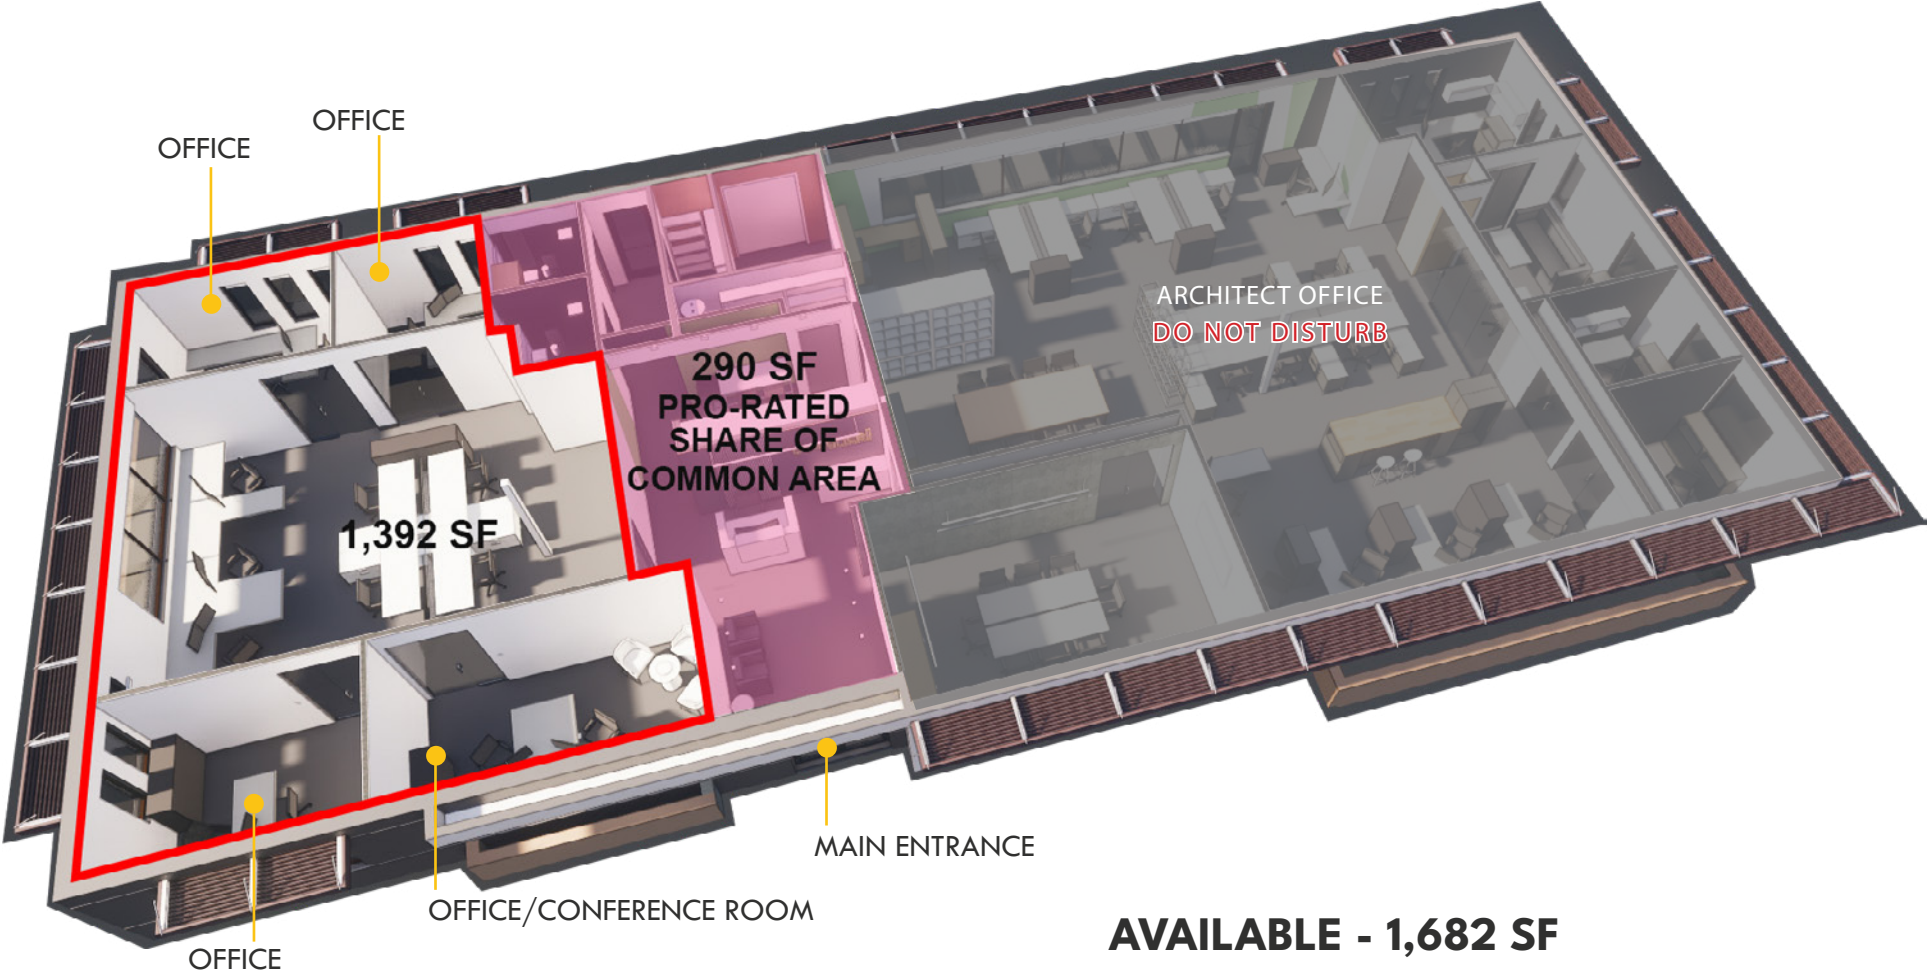 OFFICE
OFFICE
ARCHITECT OFFICE
DO NOT DISTURB
290 SF
PRO-RATED
SHARE OF
COMMON AREA
1,392 SF
MAIN ENTRANCE
OFFICE/CONFERENCE ROOM
OFFICE
AVAILABLE - 1,682 SF